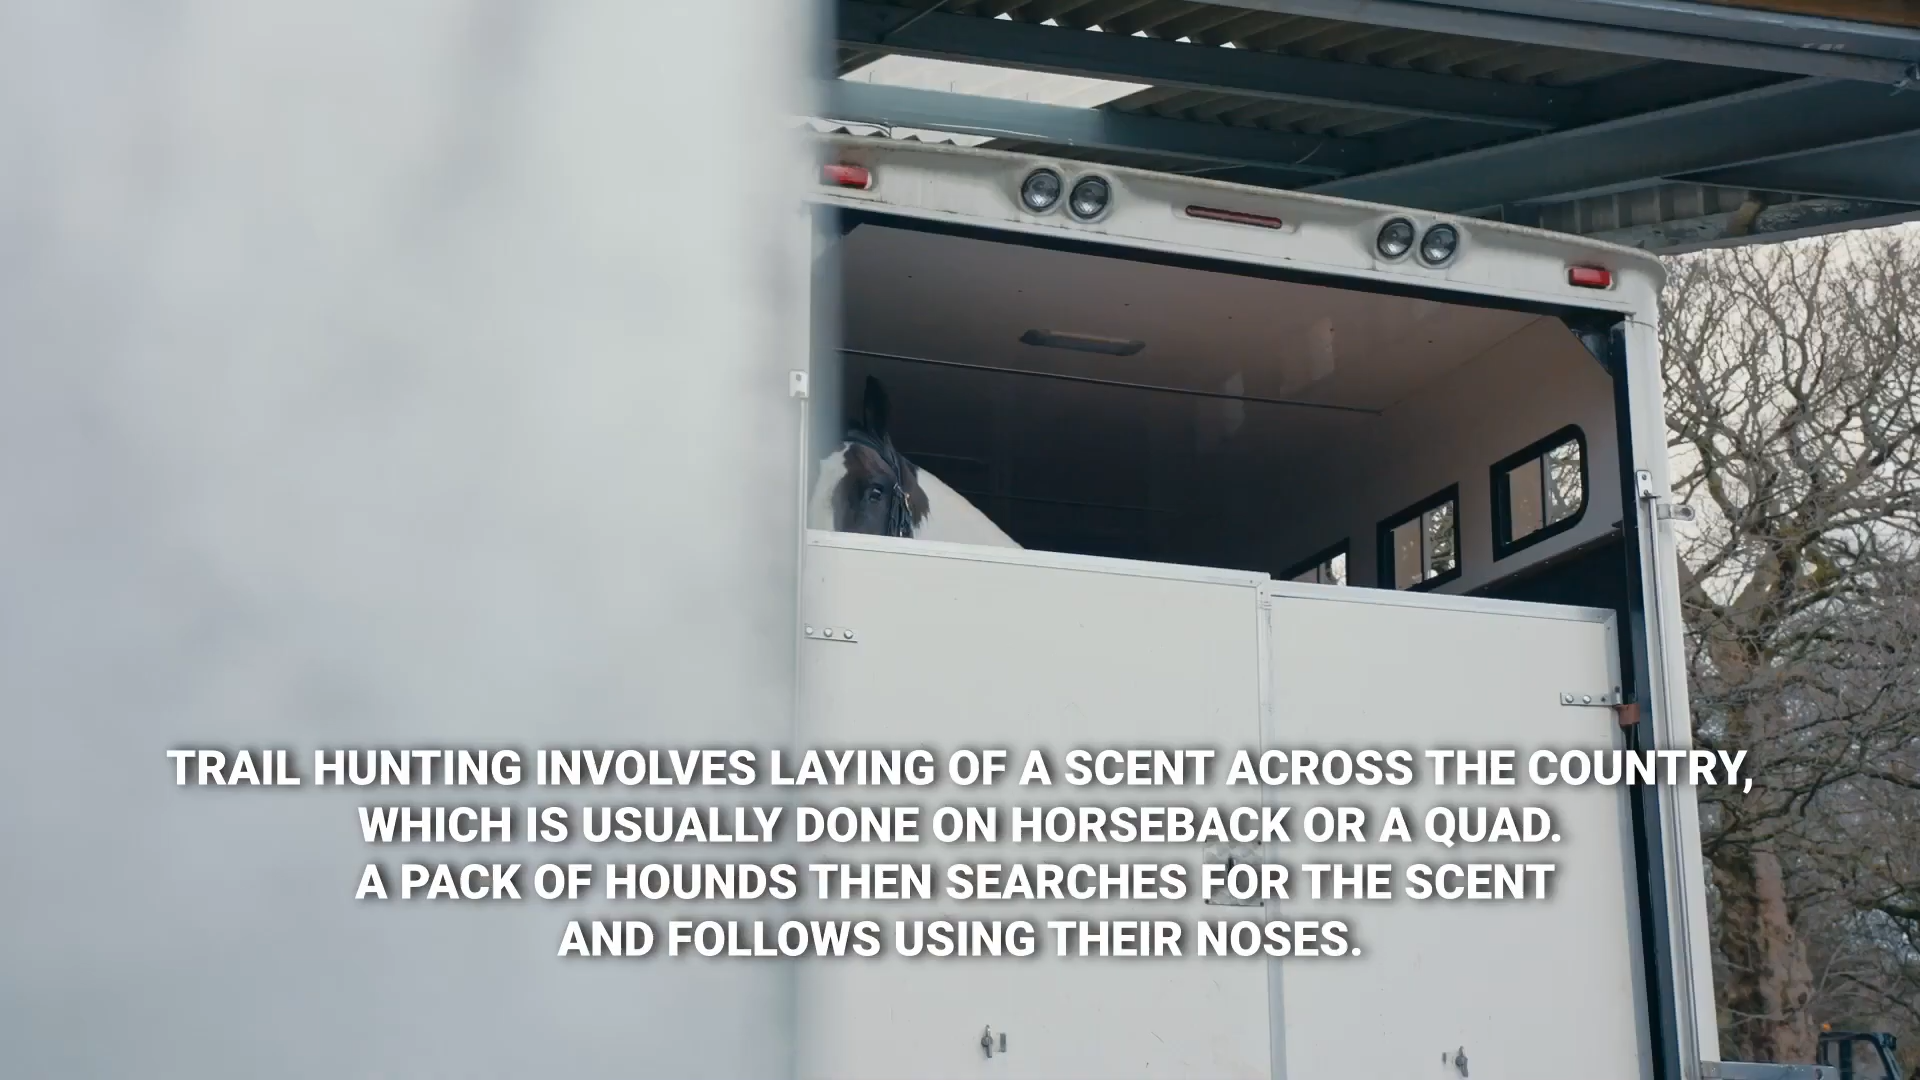 TRAIL HUNTING INVOLVES LAYING OF A SCENT ACROSS THE COUNTRY,
WHICH IS USUALLY DONE ON HORSEBACK OR A QUAD.
A PACK OF HOUNDS THEN SEARCHES FOR THE SCENT
AND FOLLOWS USING THEIR NOSES.